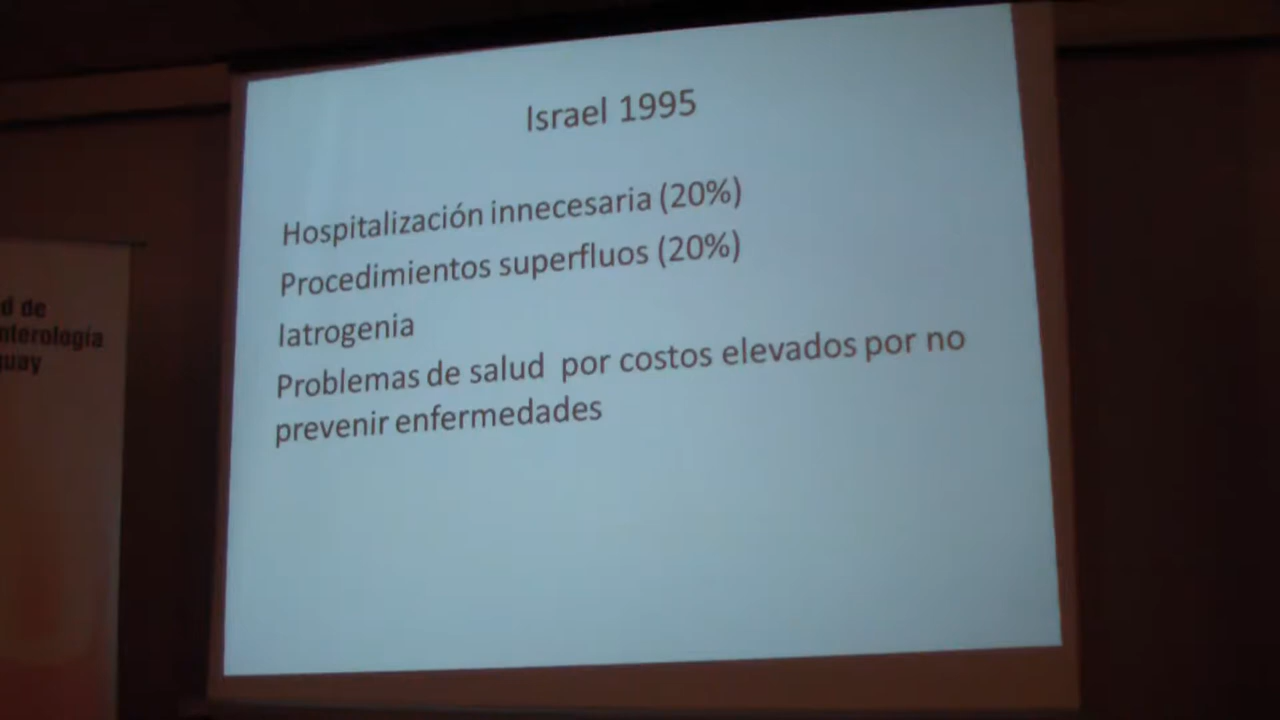 Israel 1995
Hospitalización innecesaria (20%)
Procedimientos superfluos (20%)
Iatrogenia
Problemas de salud por costos elevados por no
prevenir enfermedades
d de
nterología
guay